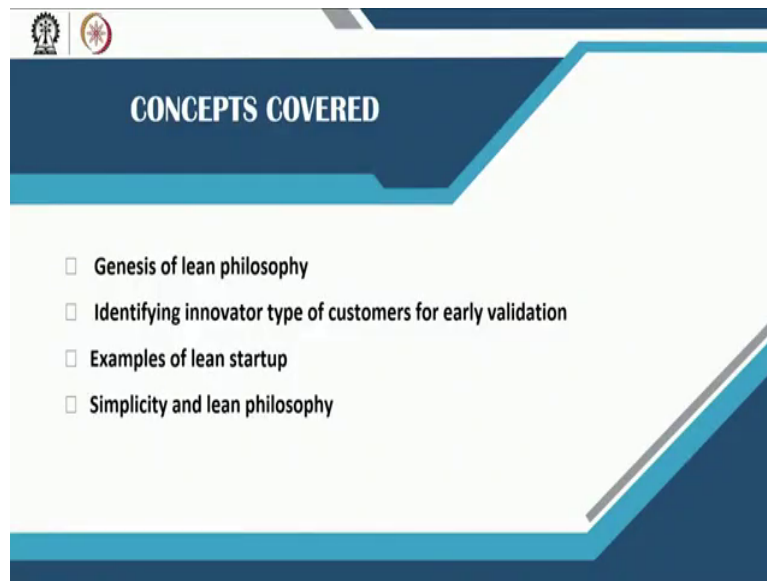 CONCEPTS COVERED
Genesis of lean philosophy
Identifying innovator type of customers for early validation
Examples of lean startup
Simplicity and lean philosophy